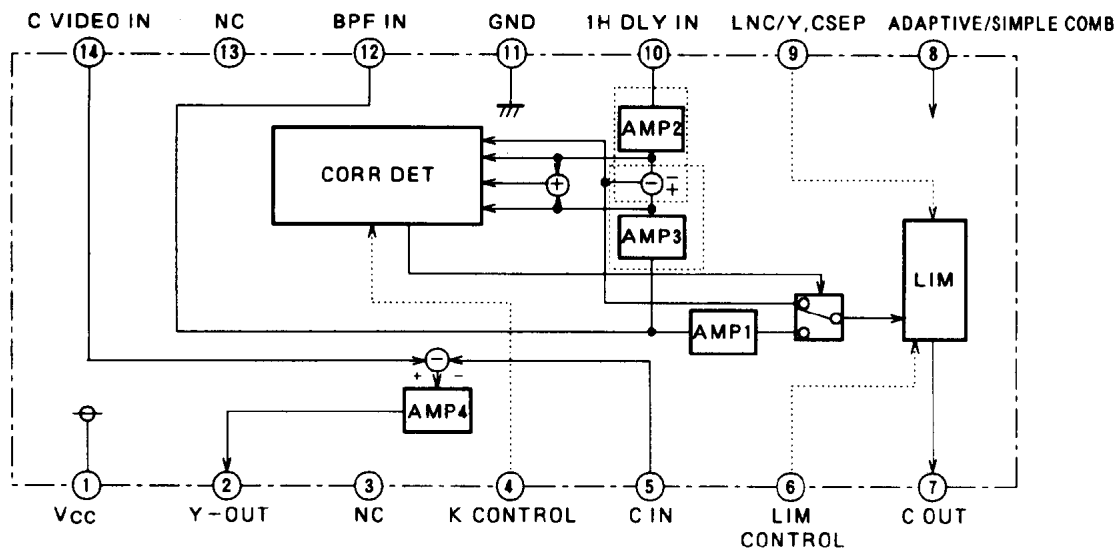 C VIDEO IN NC BPF IN GND 1H DLY IN LNC/Y,CSEP ADAPTIVE/SIMPLE COMB
14 13 12 11 10 9 8
AMP2
CORR DET
+
−
−
+
AMP3
LIM
AMP1
−
+ −
AMP4
1 2 3 4 5 6 7
Vcc Y-OUT NC K CONTROL C IN LIM C OUT
CONTROL